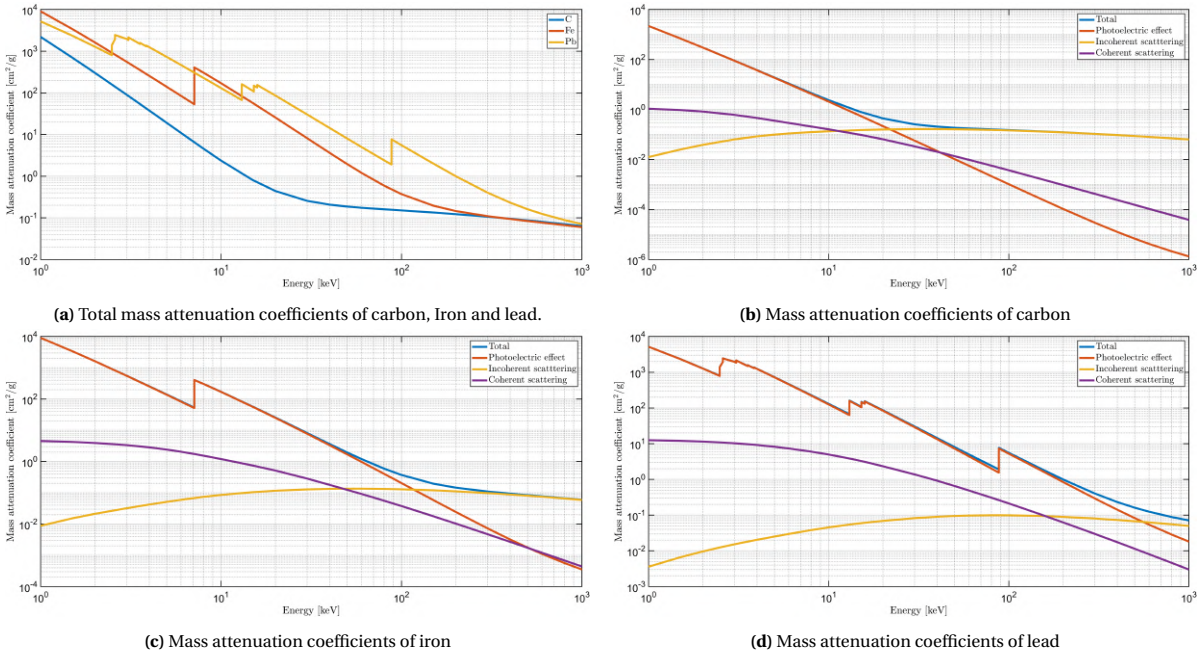 10^4
10^3
10^2
10^1
10^0
10^-1
10^-2
Mass attenuation coefficient [cm^2/g]
C
Fe
Pb
10^0
10^1
10^2
10^3
Energy [keV]
(a) Total mass attenuation coefficients of carbon, Iron and lead.
10^4
10^2
10^0
10^-2
10^-4
10^-6
Mass attenuation coefficient [cm^2/g]
Total
Photoelectric effect
Incoherent scatttering
Coherent scattering
10^0
10^1
10^2
10^3
Energy [keV]
(b) Mass attenuation coefficients of carbon
10^4
10^2
10^0
10^-2
10^-4
Mass attenuation coefficient [cm^2/g]
Total
Photoelectric effect
Incoherent scatttering
Coherent scattering
10^0
10^1
10^2
10^3
Energy [keV]
(c) Mass attenuation coefficients of iron
10^4
10^3
10^2
10^1
10^0
10^-1
10^-2
10^-3
Mass attenuation coefficient [cm^2/g]
Total
Photoelectric effect
Incoherent scatttering
Coherent scattering
10^0
10^1
10^2
10^3
Energy [keV]
(d) Mass attenuation coefficients of lead